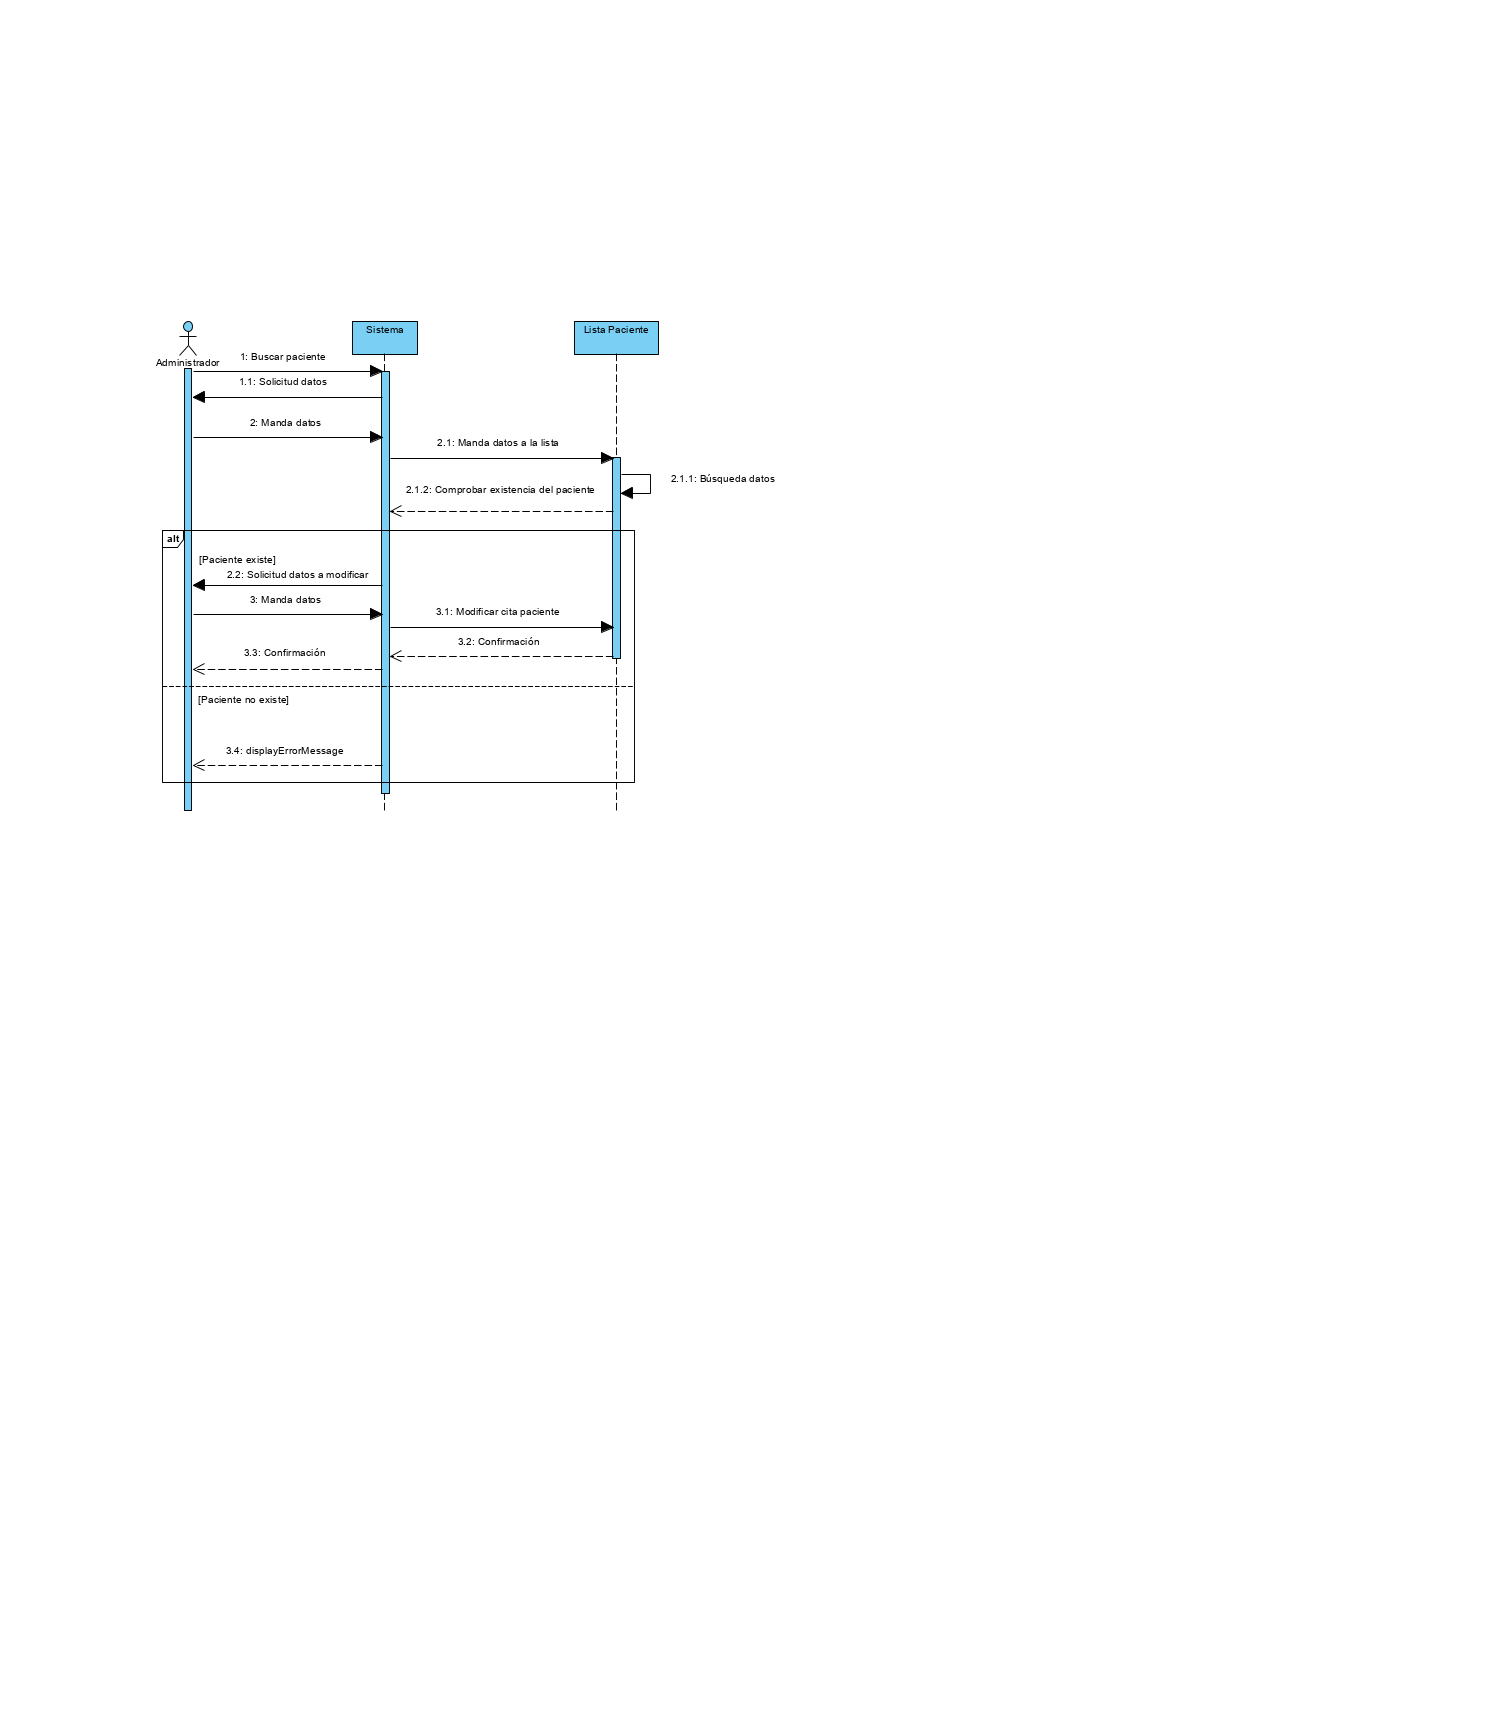 Sistema
Lista Paciente
Administrador
1: Buscar paciente
1.1: Solicitud datos
2: Manda datos
2.1: Manda datos a la lista
2.1.1: Búsqueda datos
2.1.2: Comprobar existencia del paciente
alt
[Paciente existe]
2.2: Solicitud datos a modificar
3: Manda datos
3.1: Modificar cita paciente
3.2: Confirmación
3.3: Confirmación
[Paciente no existe]
3.4: displayErrorMessage